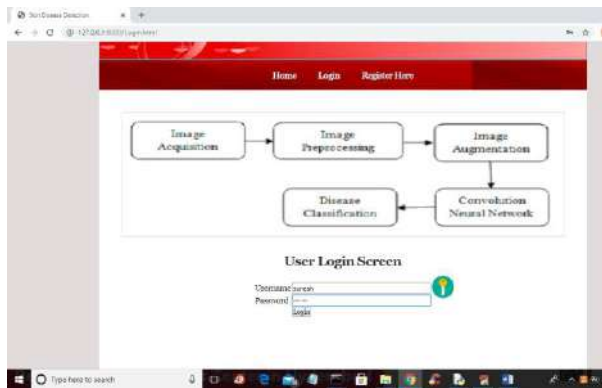 Skin Disease Detection
Home Login Register Here
Image Acquisition
Image Preprocessing
Image Augmentation
Disease Classification
Convolution Neural Network
User Login Screen
Username suresh
Password
Login
Type here to search